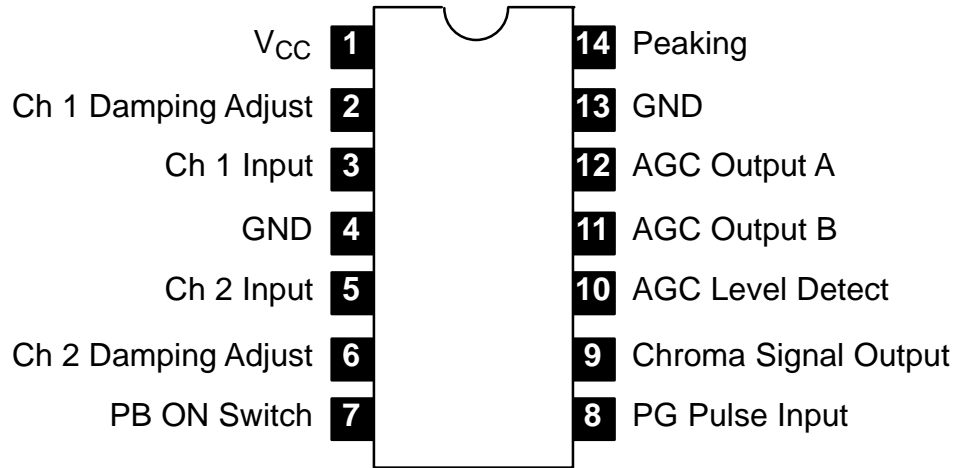 V_CC 1 14 Peaking
Ch 1 Damping Adjust 2 13 GND
Ch 1 Input 3 12 AGC Output A
GND 4 11 AGC Output B
Ch 2 Input 5 10 AGC Level Detect
Ch 2 Damping Adjust 6 9 Chroma Signal Output
PB ON Switch 7 8 PG Pulse Input